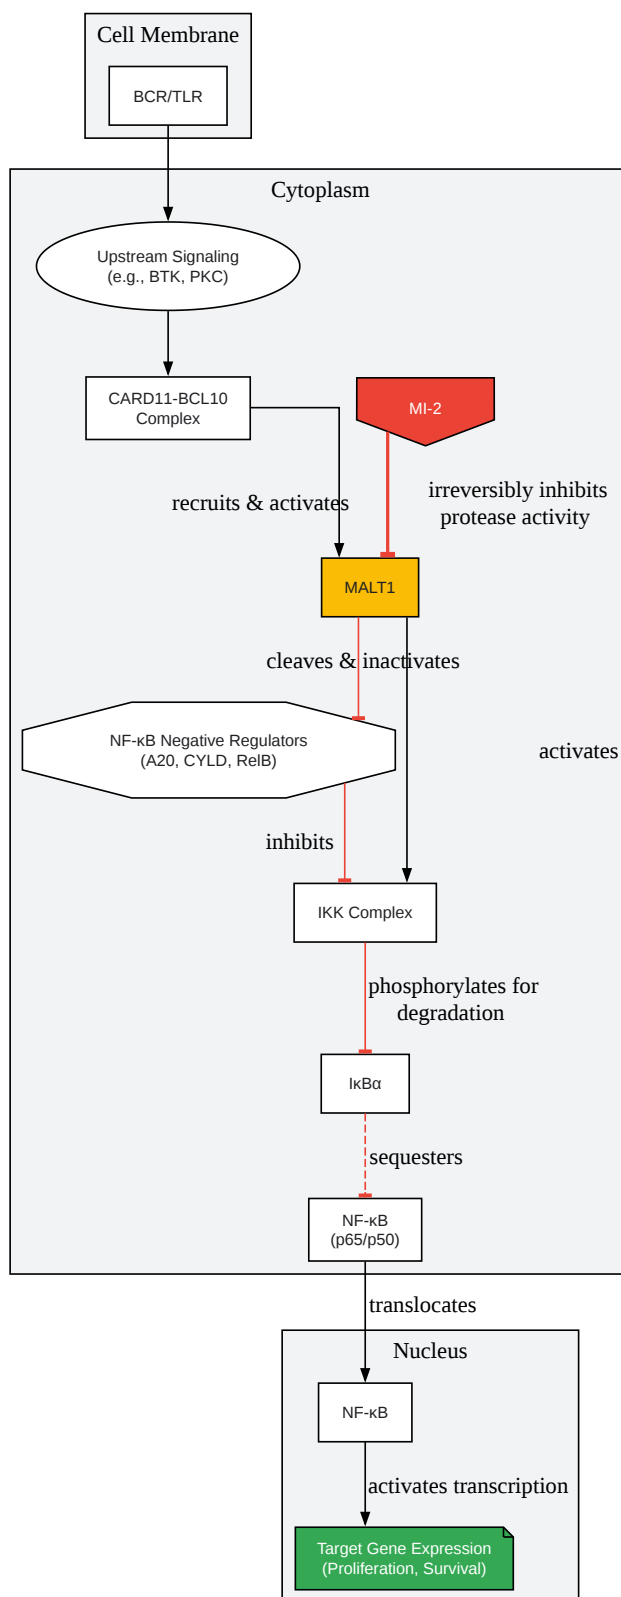 Cell Membrane
BCR/TLR
Cytoplasm
Upstream Signaling
(e.g., BTK, PKC)
CARD11-BCL10
Complex
MI-2
recruits & activates
irreversibly inhibits
protease activity
MALT1
cleaves & inactivates
NF-κB Negative Regulators
(A20, CYLD, RelB)
activates
inhibits
IKK Complex
phosphorylates for
degradation
IκBα
sequesters
NF-κB
(p65/p50)
translocates
Nucleus
NF-κB
activates transcription
Target Gene Expression
(Proliferation, Survival)